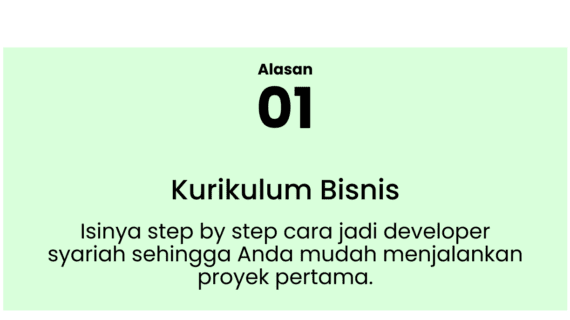 Alasan
01
Kurikulum Bisnis
Isinya step by step cara jadi developer
syariah sehingga Anda mudah menjalankan
proyek pertama.